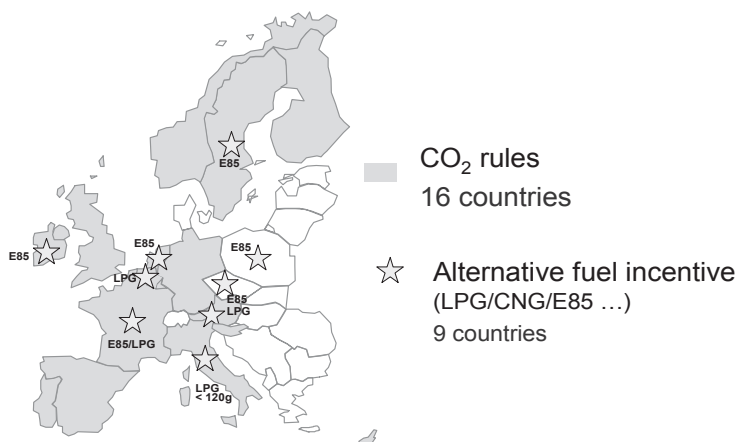 E85
E85
E85
E85
LPG
E85
LPG
E85/LPG
LPG
< 120g
CO₂ rules
16 countries
Alternative fuel incentive
(LPG/CNG/E85 …)
9 countries